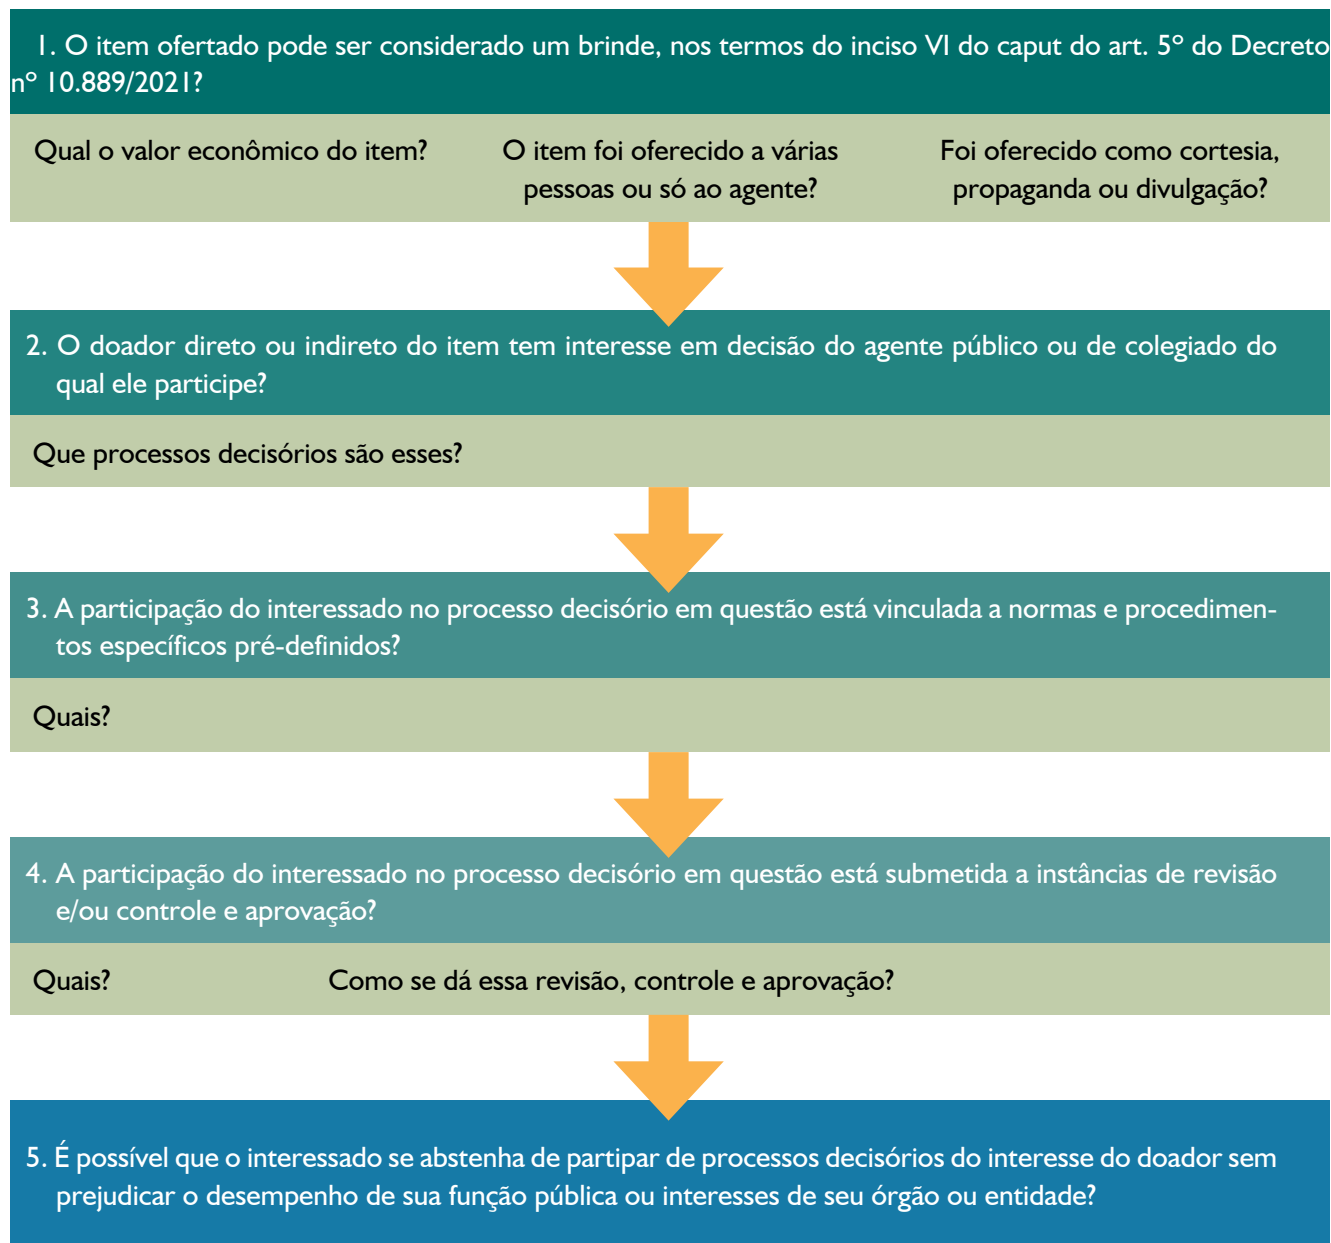 1. O item ofertado pode ser considerado um brinde, nos termos do inciso VI do caput do art. 5º do Decreto
nº 10.889/2021?
Qual o valor econômico do item?
O item foi oferecido a várias
pessoas ou só ao agente?
Foi oferecido como cortesia,
propaganda ou divulgação?
2. O doador direto ou indireto do item tem interesse em decisão do agente público ou de colegiado do
qual ele participe?
Que processos decisórios são esses?
3. A participação do interessado no processo decisório em questão está vinculada a normas e procedimen-
tos específicos pré-definidos?
Quais?
4. A participação do interessado no processo decisório em questão está submetida a instâncias de revisão
e/ou controle e aprovação?
Quais?
Como se dá essa revisão, controle e aprovação?
5. É possível que o interessado se abstenha de partipar de processos decisórios do interesse do doador sem
prejudicar o desempenho de sua função pública ou interesses de seu órgão ou entidade?